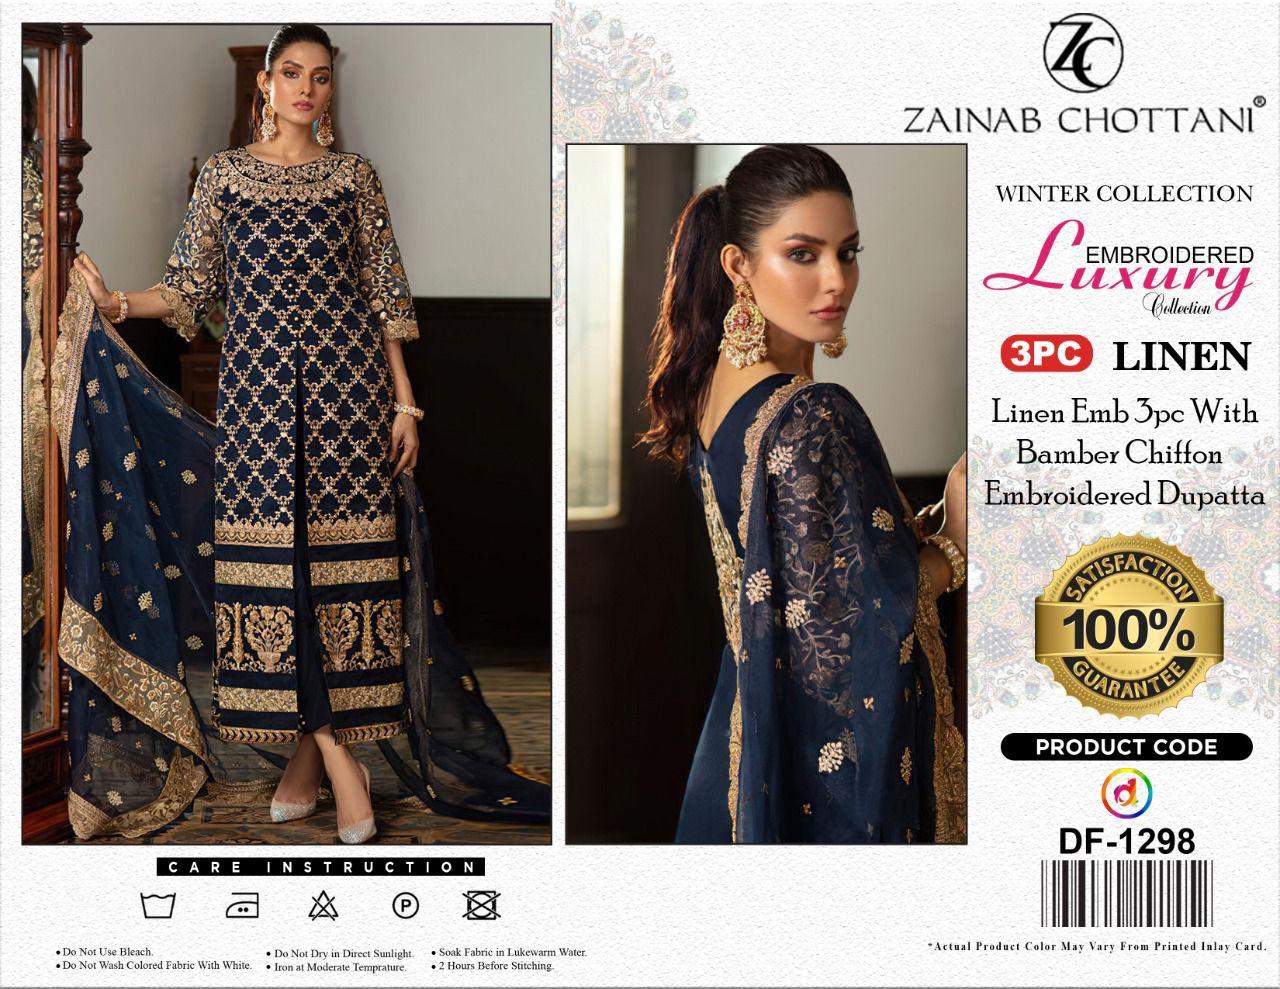 ZC
ZAINAB CHOTTANI®
WINTER COLLECTION
EMBROIDERED
Luxury
Collection
3PC LINEN
Linen Emb 3pc With
Bamber Chiffon
Embroidered Dupatta
SATISFACTION
100%
GUARANTEE
PRODUCT CODE
d
DF-1298
*Actual Product Color May Vary From Printed Inlay Card.
CARE INSTRUCTION
P
• Do Not Use Bleach.
• Do Not Wash Colored Fabric With White.
• Do Not Dry in Direct Sunlight.
• Iron at Moderate Temprature.
• Soak Fabric in Lukewarm Water.
• 2 Hours Before Stitching.